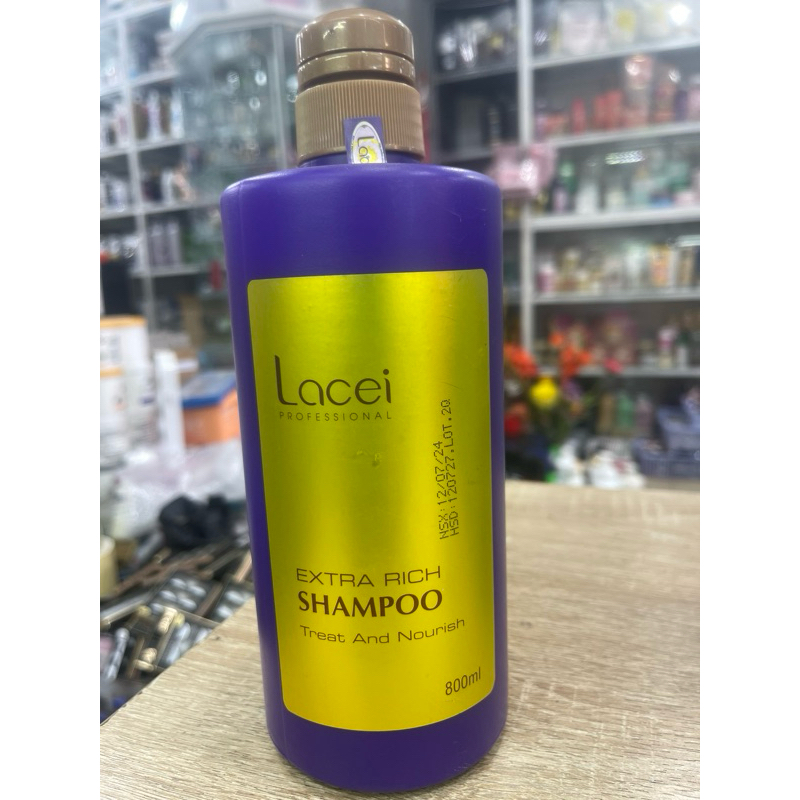 Lacei
PROFESSIONAL
NSX:12/07/24
HSD:120727.LOT.20
EXTRA RICH
SHAMPOO
Treat And Nourish
800ml